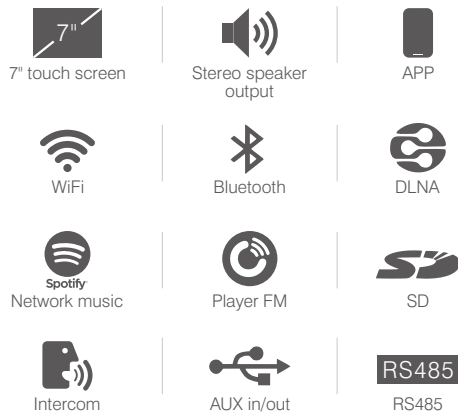 7"
7" touch screen
Stereo speaker
output
APP
WiFi
Bluetooth
DLNA
Spotify
Network music
Player FM
SD
SD
Intercom
AUX in/out
RS485
RS485